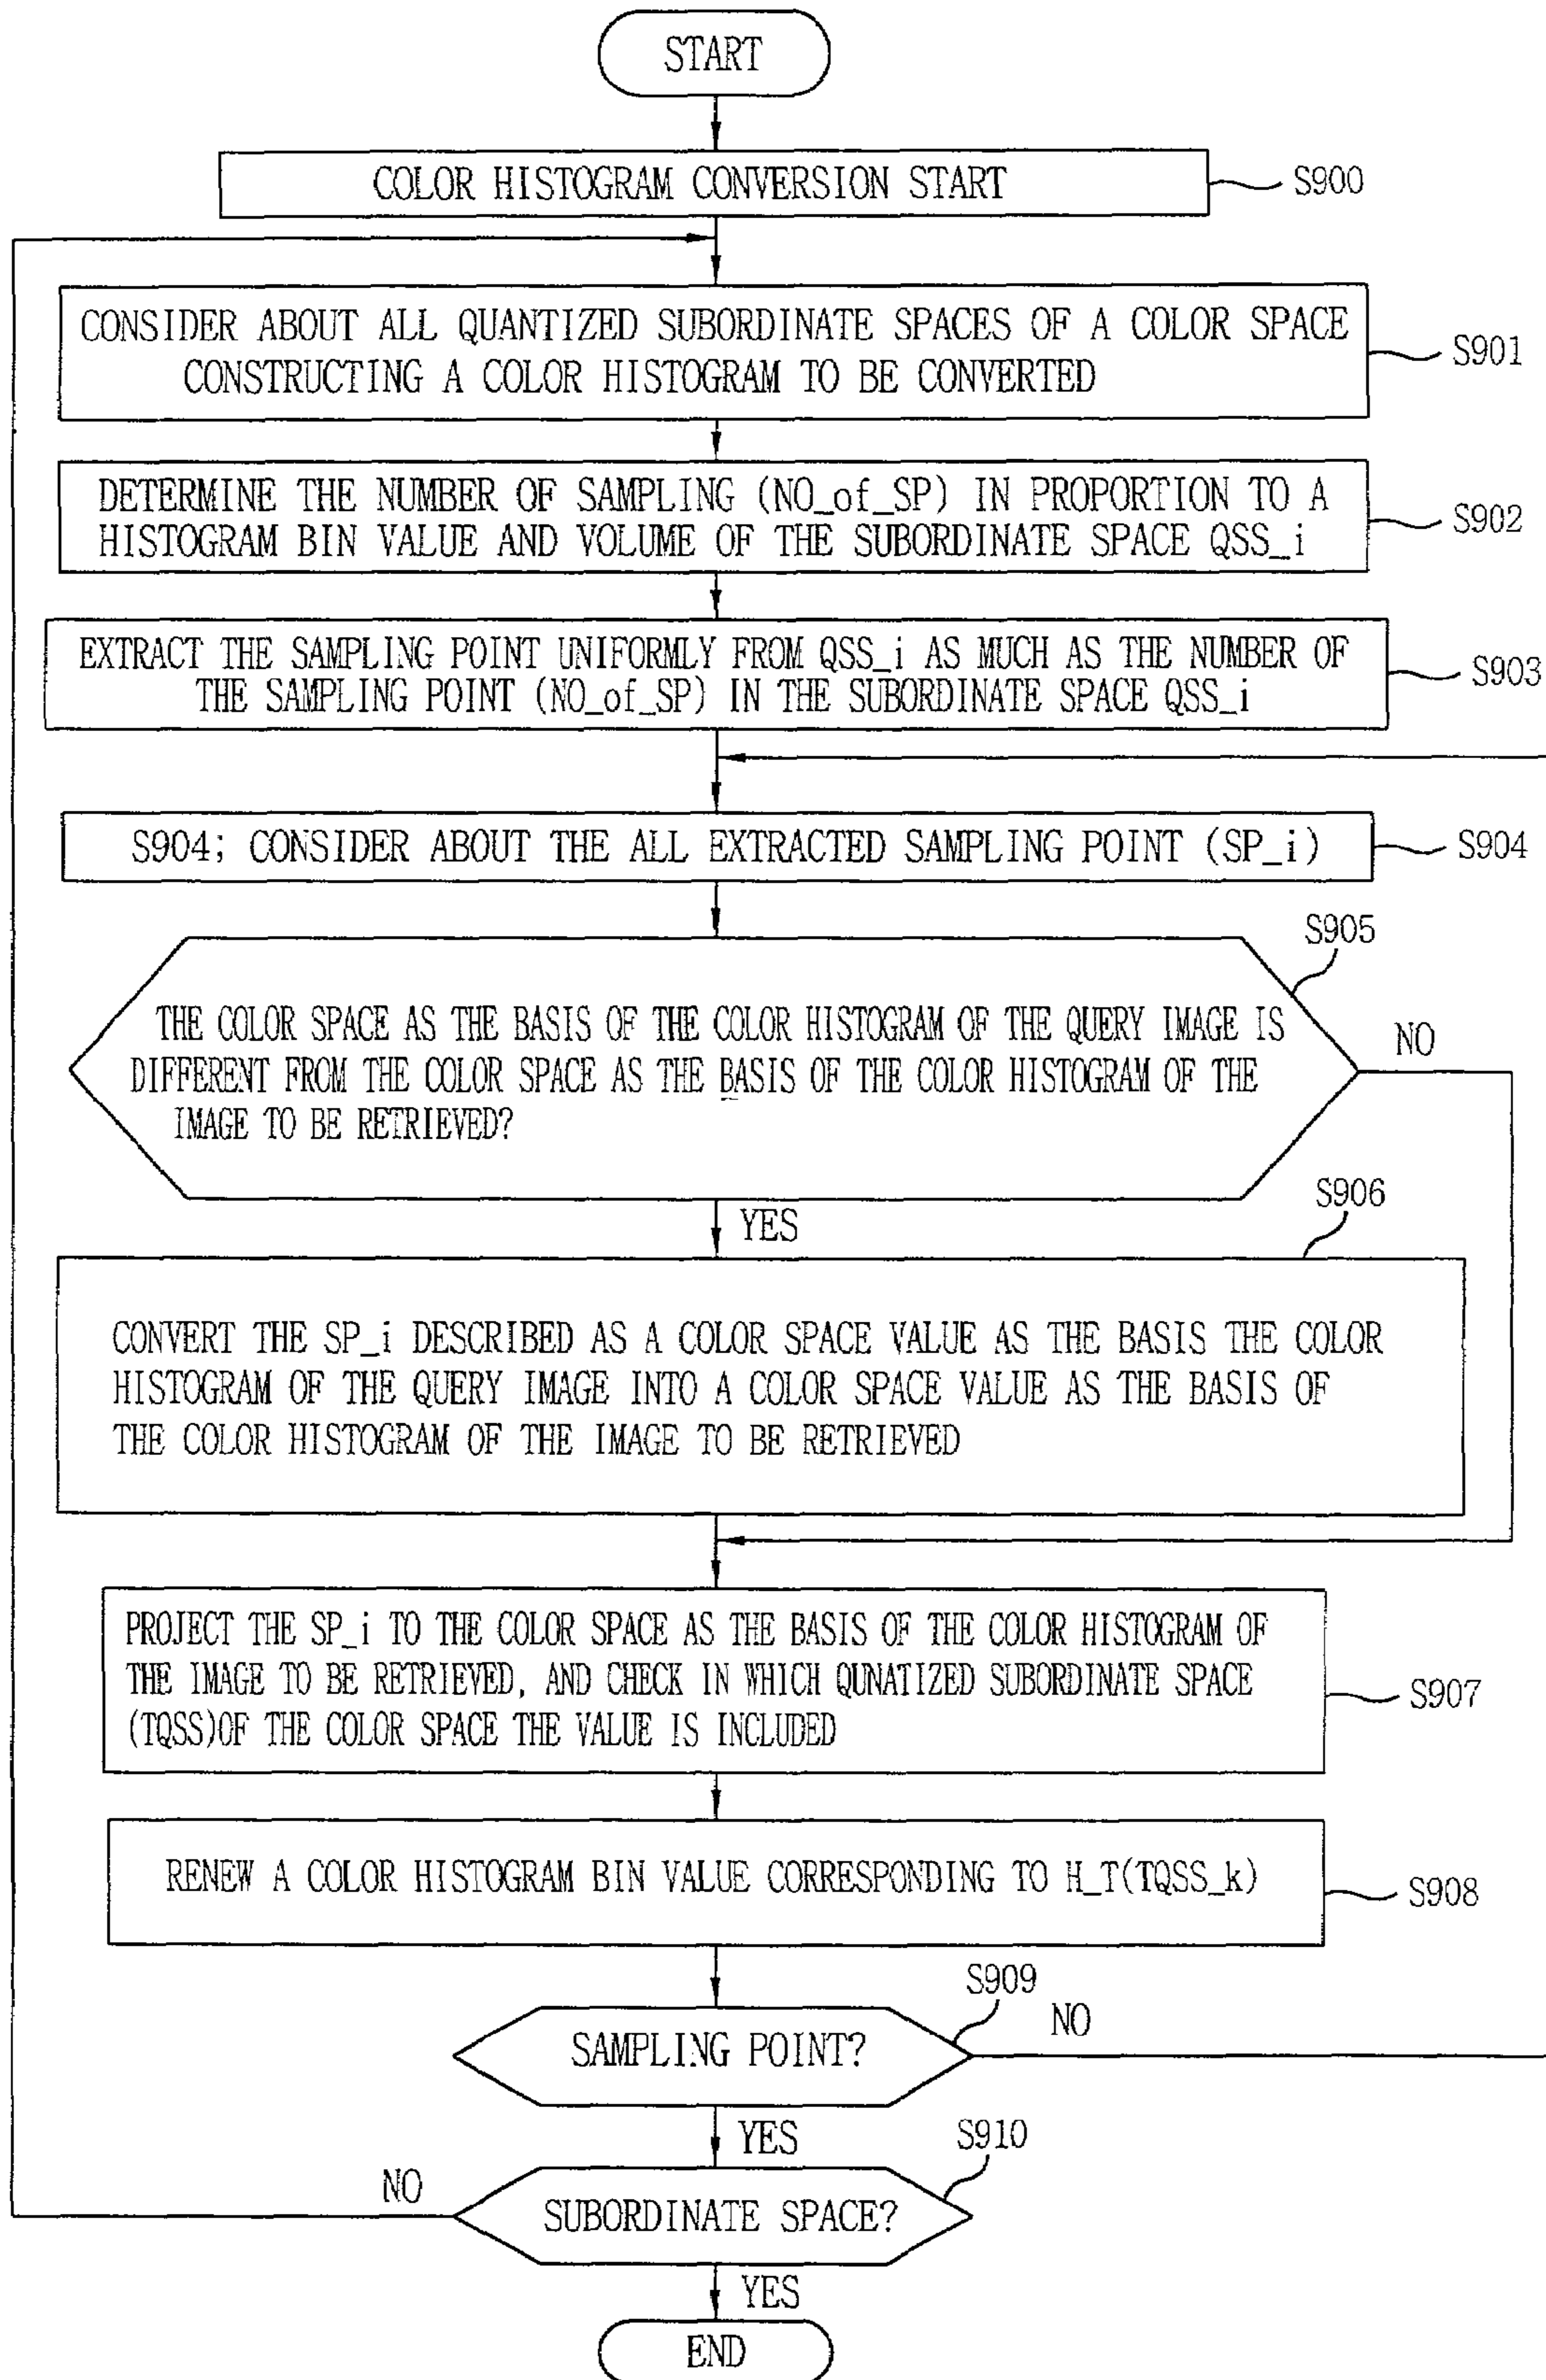 START
COLOR HISTOGRAM CONVERSION START
S900
CONSIDER ABOUT ALL QUANTIZED SUBORDINATE SPACES OF A COLOR SPACE
CONSTRUCTING A COLOR HISTOGRAM TO BE CONVERTED
S901
DETERMINE THE NUMBER OF SAMPLING (NO_of_SP) IN PROPORTION TO A
HISTOGRAM BIN VALUE AND VOLUME OF THE SUBORDINATE SPACE QSS_i
S902
EXTRACT THE SAMPLING POINT UNIFORMLY FROM QSS_i AS MUCH AS THE NUMBER OF
THE SAMPLING POINT (NO_of_SP) IN THE SUBORDINATE SPACE QSS_i
S903
S904; CONSIDER ABOUT THE ALL EXTRACTED SAMPLING POINT (SP_i)
S904
S905
THE COLOR SPACE AS THE BASIS OF THE COLOR HISTOGRAM OF THE QUERY IMAGE IS
DIFFERENT FROM THE COLOR SPACE AS THE BASIS OF THE COLOR HISTOGRAM OF THE
IMAGE TO BE RETRIEVED?
NO
YES
S906
CONVERT THE SP_i DESCRIBED AS A COLOR SPACE VALUE AS THE BASIS THE COLOR
HISTOGRAM OF THE QUERY IMAGE INTO A COLOR SPACE VALUE AS THE BASIS OF
THE COLOR HISTOGRAM OF THE IMAGE TO BE RETRIEVED
PROJECT THE SP_i TO THE COLOR SPACE AS THE BASIS OF THE COLOR HISTOGRAM OF
THE IMAGE TO BE RETRIEVED, AND CHECK IN WHICH QUNATIZED SUBORDINATE SPACE
(TQSS)OF THE COLOR SPACE THE VALUE IS INCLUDED
S907
RENEW A COLOR HISTOGRAM BIN VALUE CORRESPONDING TO H_T(TQSS_k)
S908
S909
SAMPLING POINT?
NO
YES
S910
NO
SUBORDINATE SPACE?
YES
END